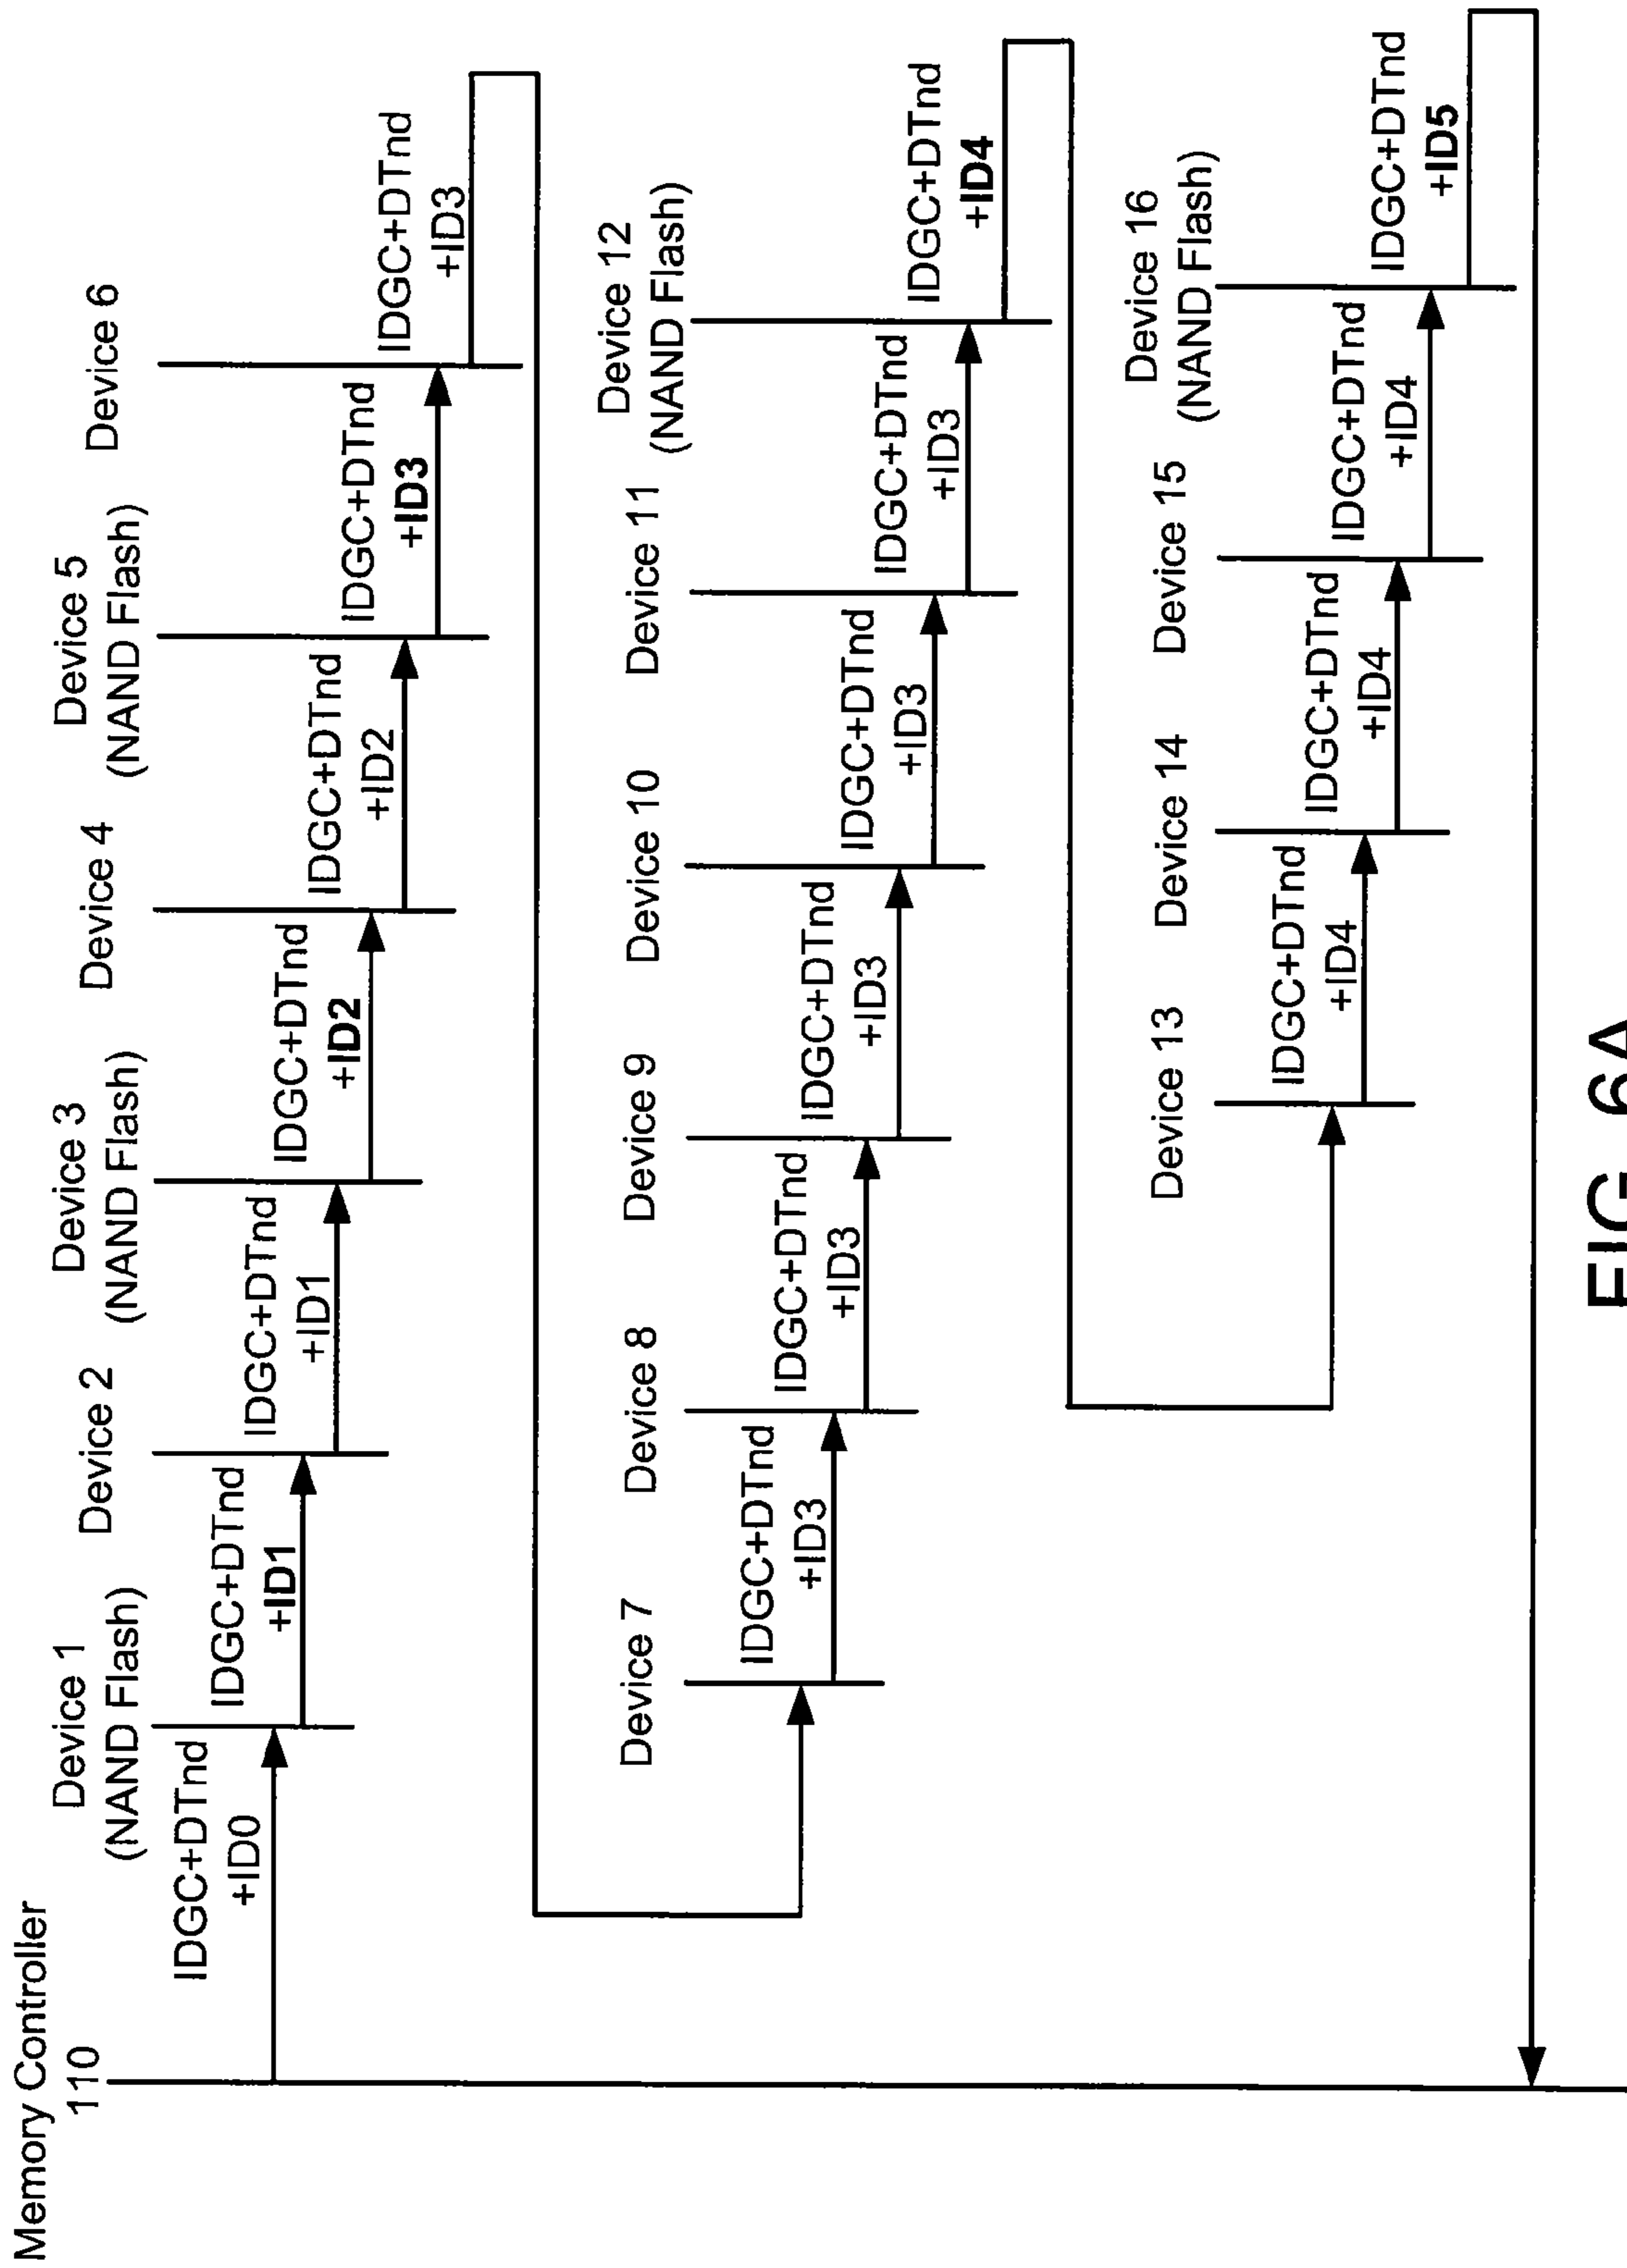 Memory Controller
110
Device 1
(NAND Flash)
Device 2
Device 3
(NAND Flash)
Device 4
Device 5
(NAND Flash)
Device 6
IDGC+DTnd
+ID0
IDGC+DTnd
+ID1
IDGC+DTnd
+ID1
IDGC+DTnd
+ID2
IDGC+DTnd
+ID2
IDGC+DTnd
+ID3
IDGC+DTnd
+ID3
Device 7
Device 8
Device 9
Device 10
Device 11
Device 12
(NAND Flash)
IDGC+DTnd
+ID3
IDGC+DTnd
+ID3
IDGC+DTnd
+ID3
IDGC+DTnd
+ID3
IDGC+DTnd
+ID3
IDGC+DTnd
+ID4
Device 13
Device 14
Device 15
Device 16
(NAND Flash)
IDGC+DTnd
+ID4
IDGC+DTnd
+ID4
IDGC+DTnd
+ID4
IDGC+DTnd
+ID5
FIG. 6A